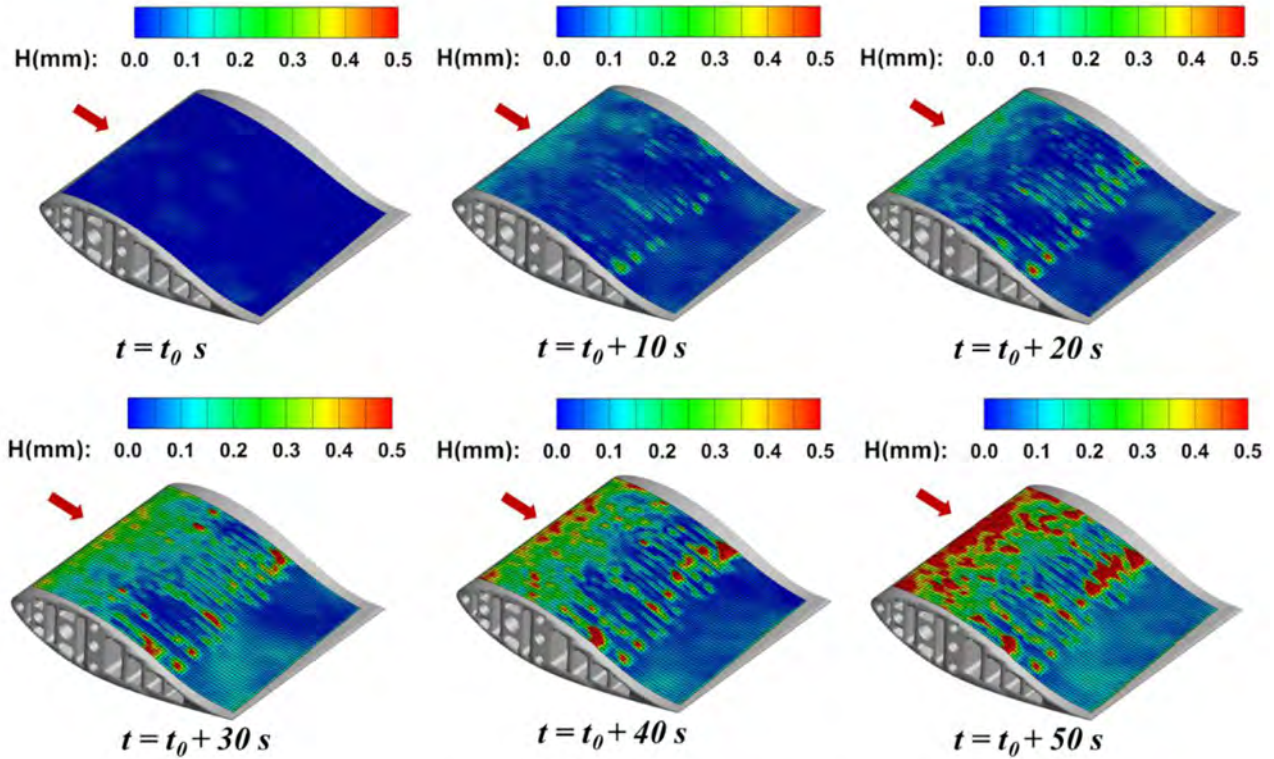 H(mm): 0.0 0.1 0.2 0.3 0.4 0.5
H(mm): 0.0 0.1 0.2 0.3 0.4 0.5
H(mm): 0.0 0.1 0.2 0.3 0.4 0.5
t = t₀ s
t = t₀ + 10 s
t = t₀ + 20 s
H(mm): 0.0 0.1 0.2 0.3 0.4 0.5
H(mm): 0.0 0.1 0.2 0.3 0.4 0.5
H(mm): 0.0 0.1 0.2 0.3 0.4 0.5
t = t₀ + 30 s
t = t₀ + 40 s
t = t₀ + 50 s